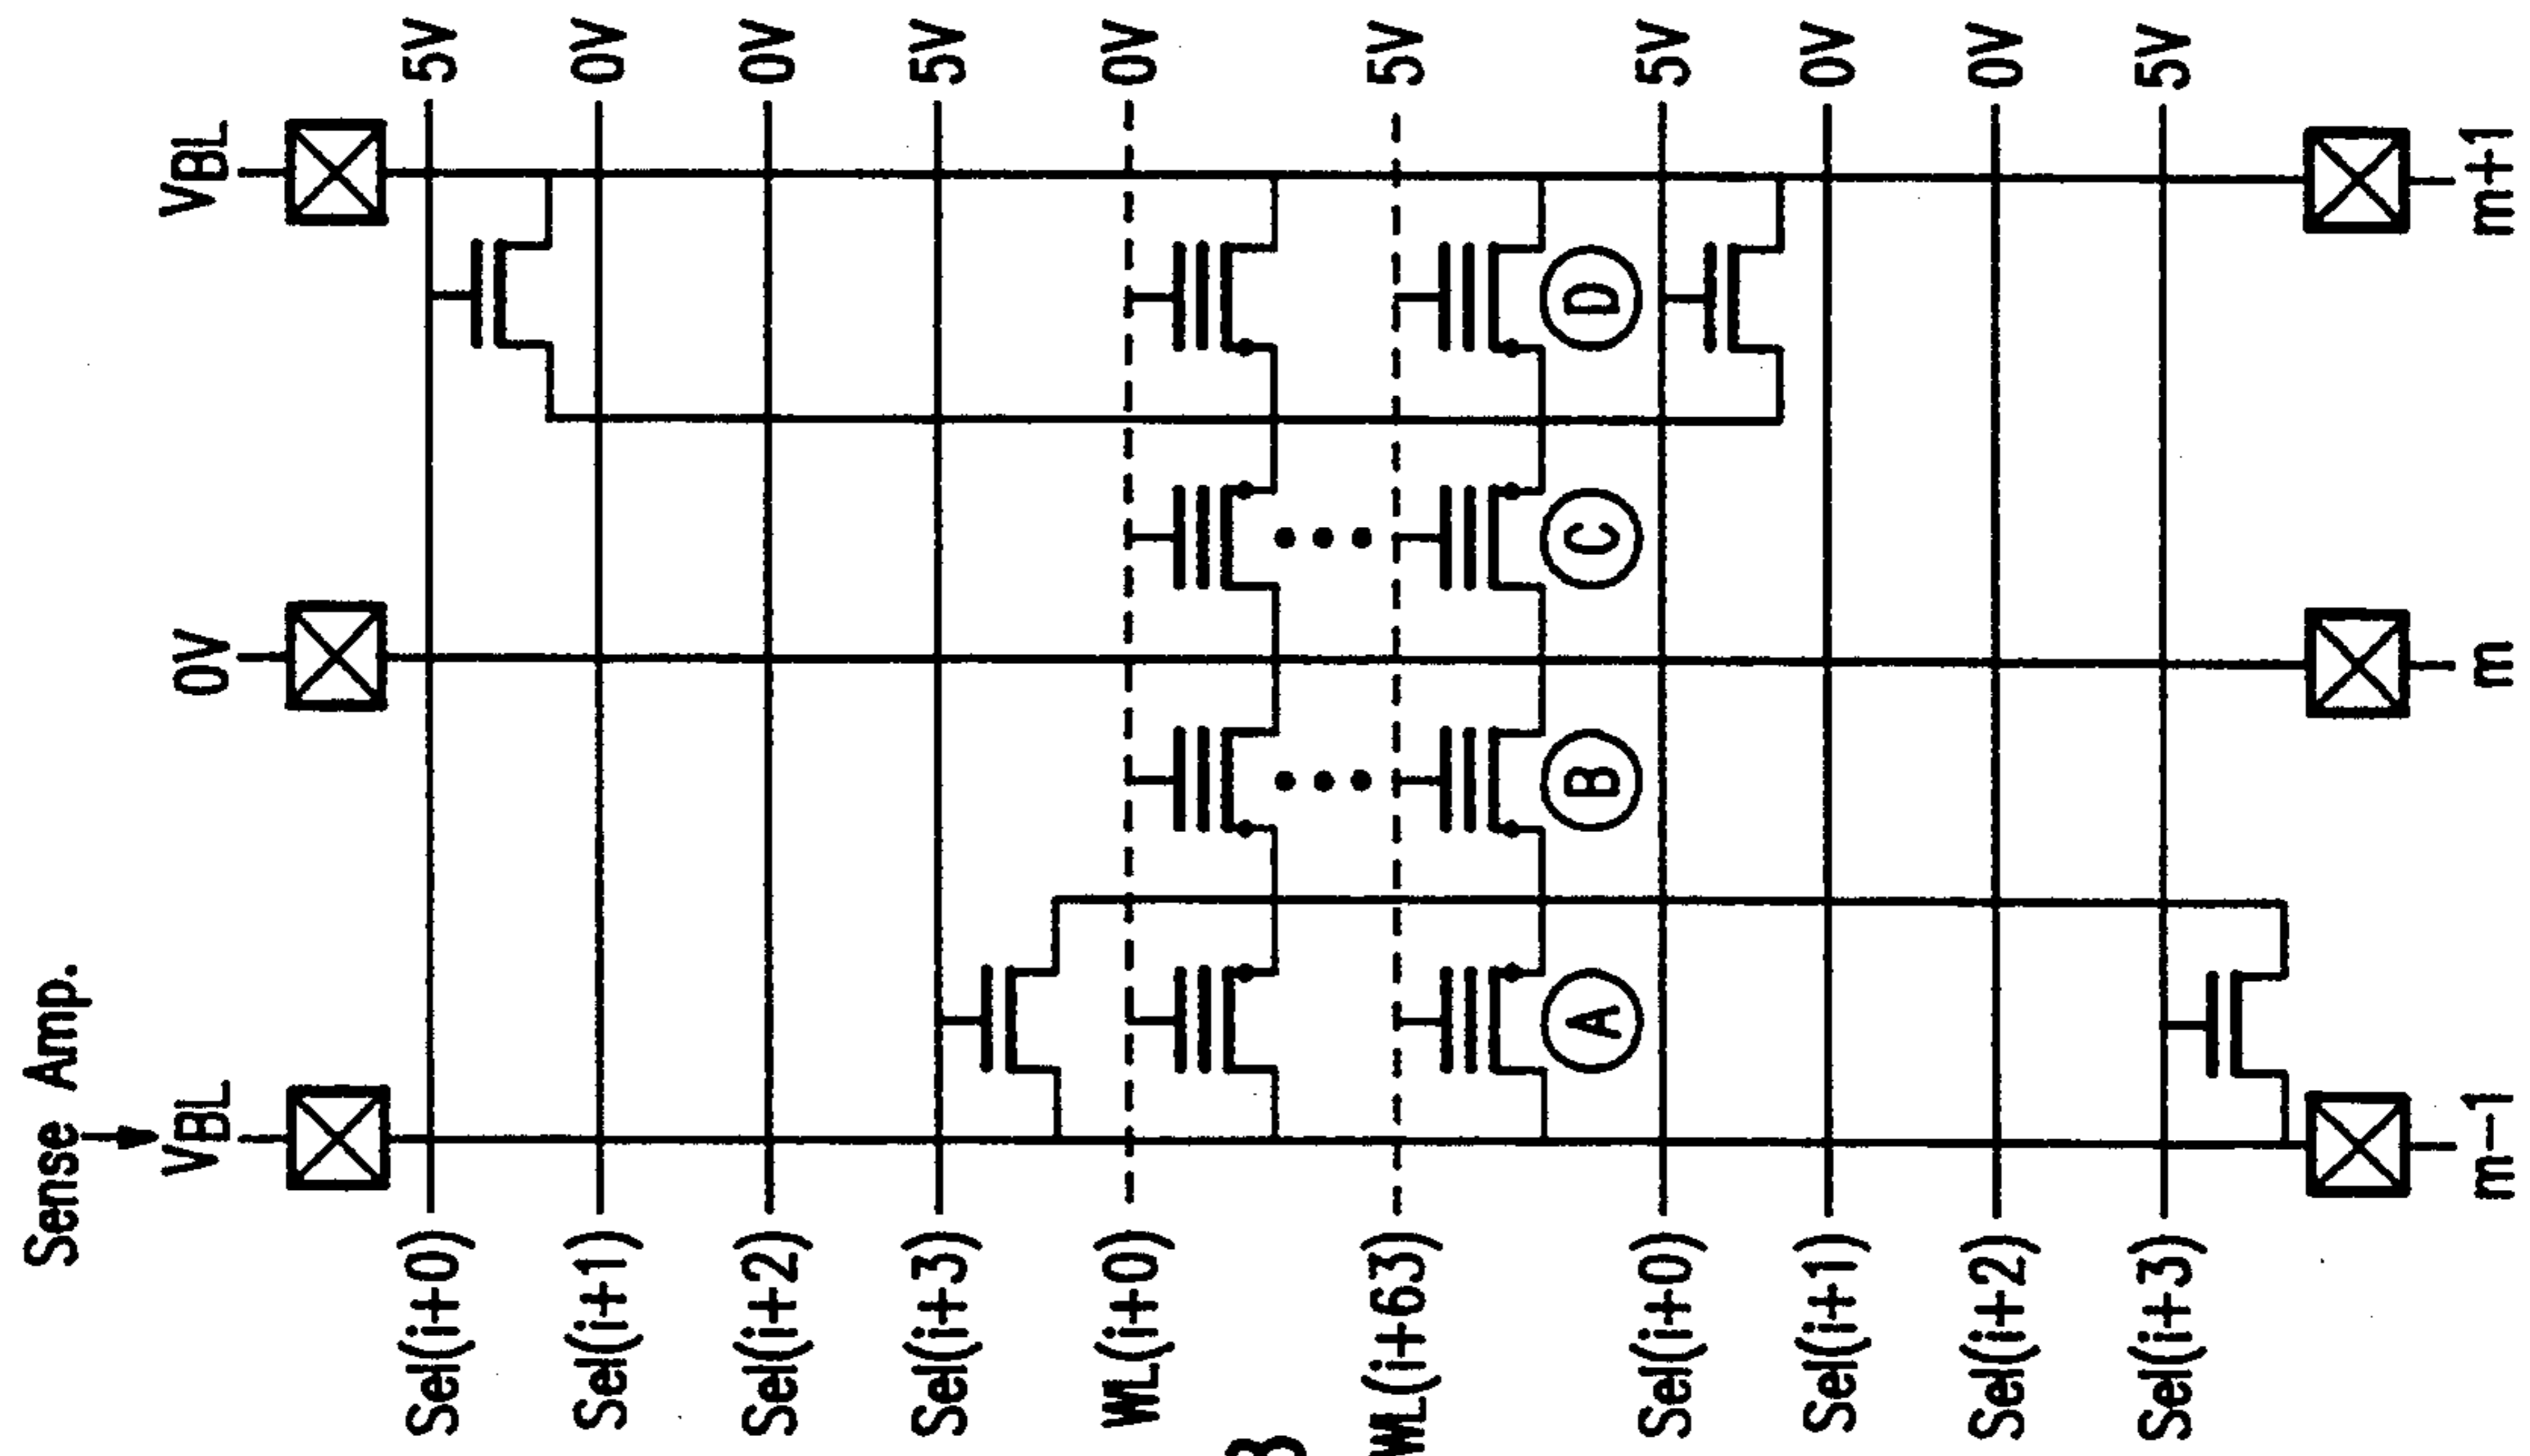 Sense Amp.
VBL
0V
VBL
Sel(i+0)
5V
Sel(i+1)
0V
Sel(i+2)
0V
Sel(i+3)
5V
WL(i+0)
0V
WL(i+63)
5V
A
B
C
D
Sel(i+0)
5V
Sel(i+1)
0V
Sel(i+2)
0V
Sel(i+3)
5V
m-1
m
m+1